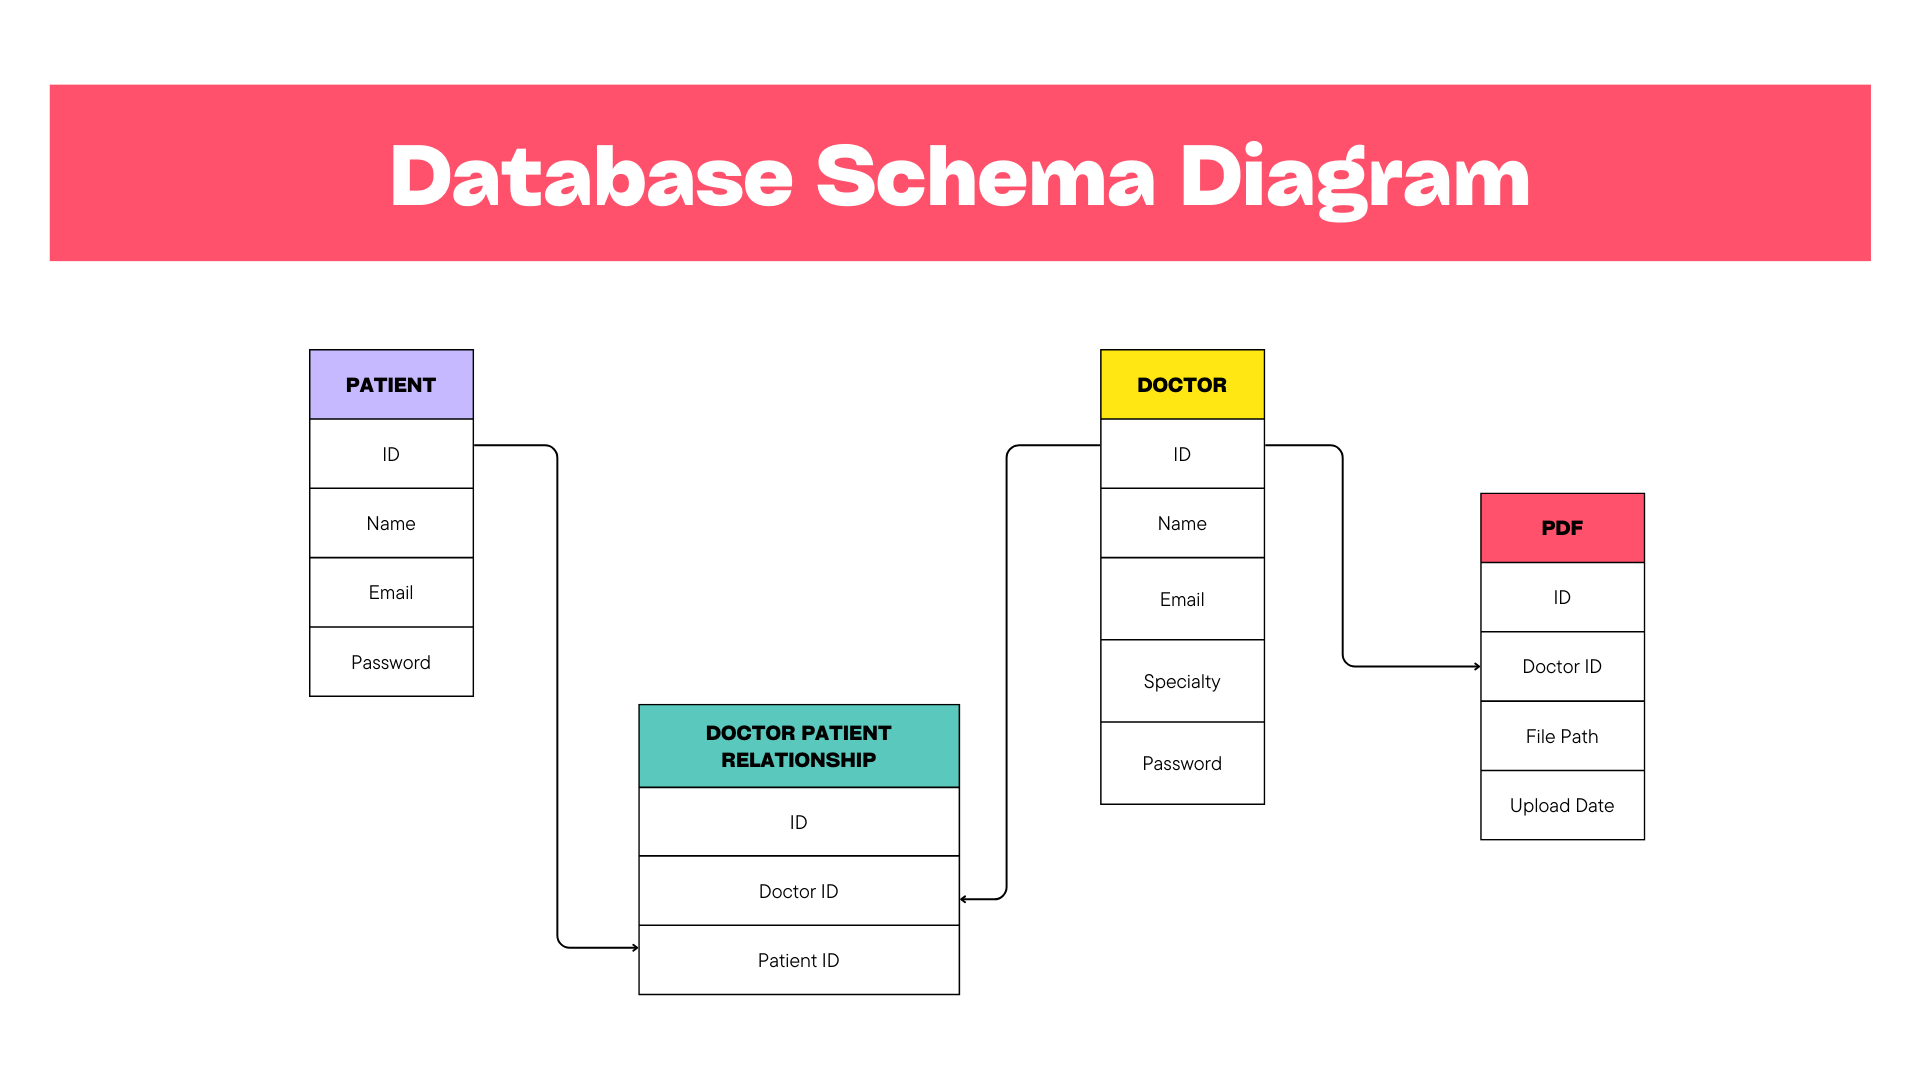 Database Schema Diagram
PATIENT
ID
Name
Email
Password
DOCTOR PATIENT
RELATIONSHIP
ID
Doctor ID
Patient ID
DOCTOR
ID
Name
Email
Specialty
Password
PDF
ID
Doctor ID
File Path
Upload Date